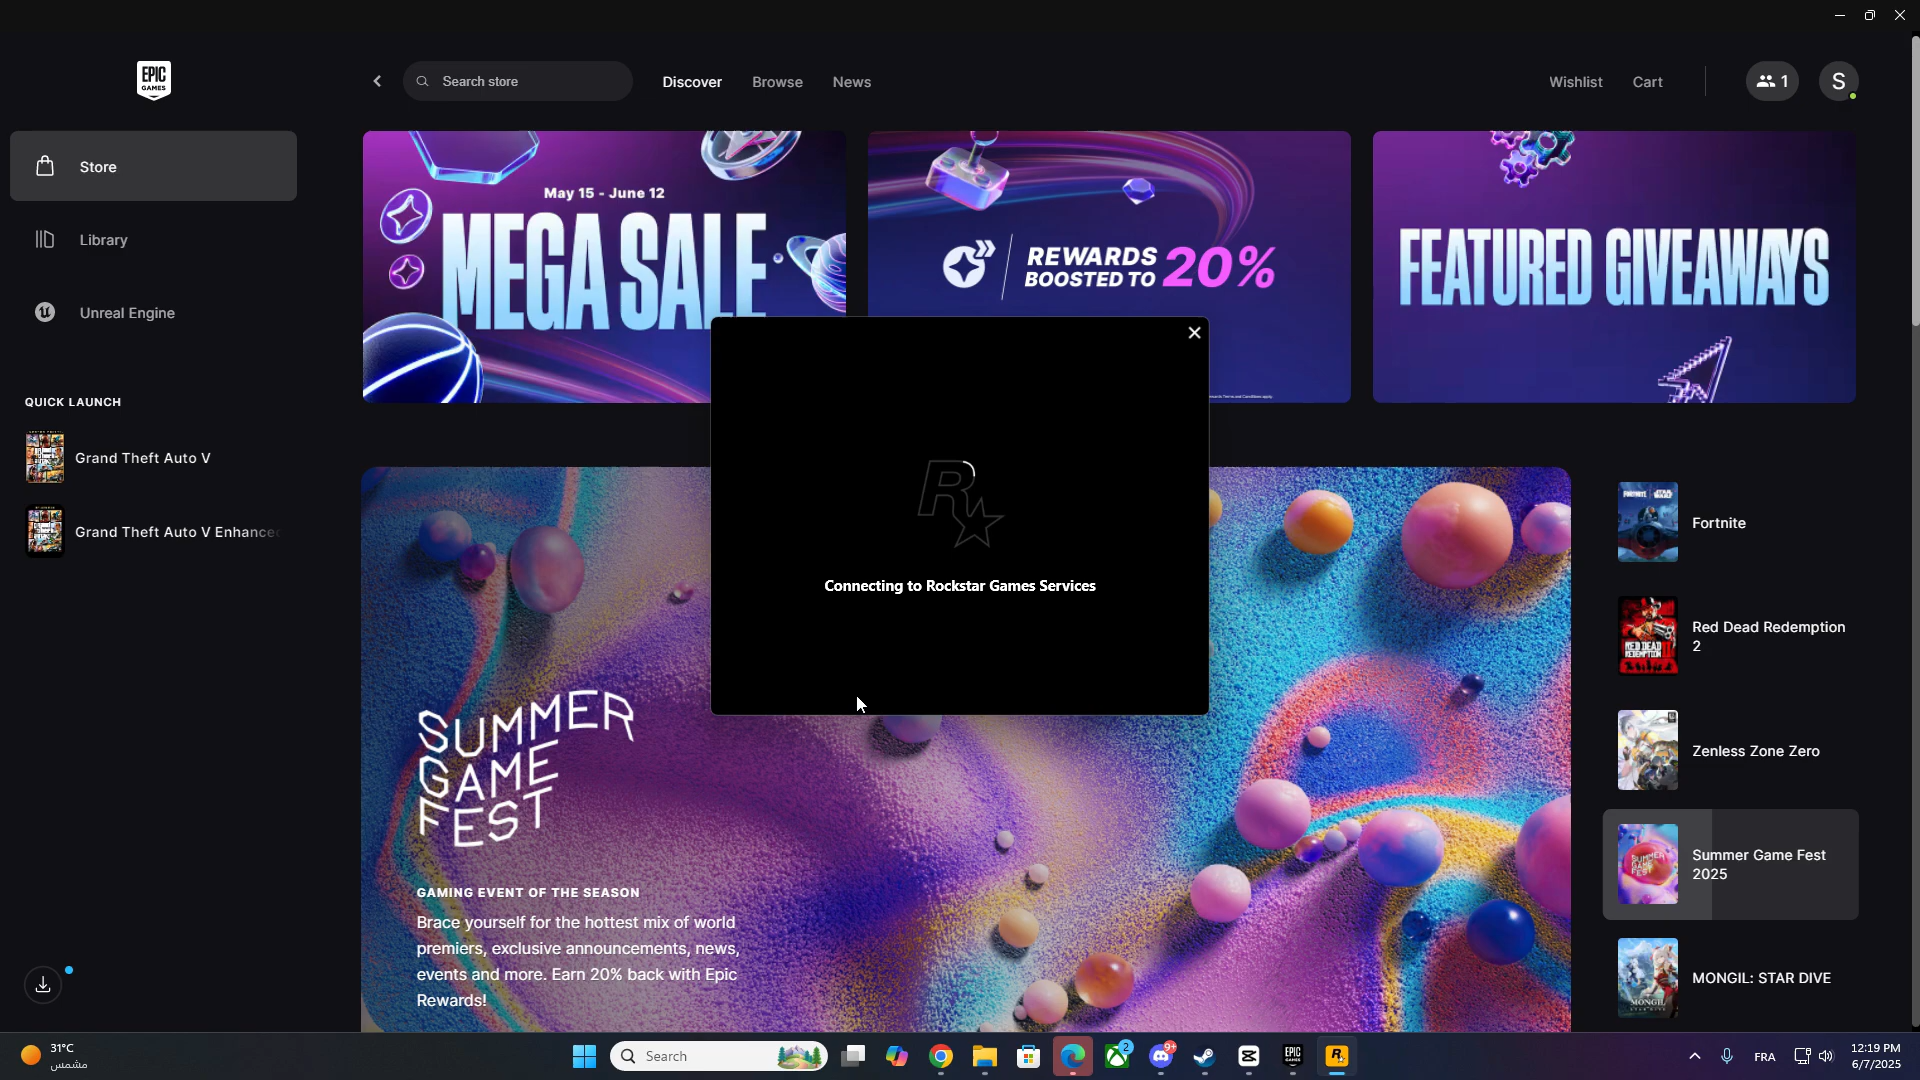 EPIC
GAMES
Search store
Discover
Browse
News
Wishlist
Cart
1
S
Store
Library
Unreal Engine
QUICK LAUNCH
Grand Theft Auto V
Grand Theft Auto V Enhanced
May 15 - June 12
MEGA SALE
REWARDS
BOOSTED TO 20%
FEATURED GIVEAWAYS
Connecting to Rockstar Games Services
SUMMER
GAME
FEST
GAMING EVENT OF THE SEASON
Brace yourself for the hottest mix of world
premiers, exclusive announcements, news,
events and more. Earn 20% back with Epic
Rewards!
Fortnite
Red Dead Redemption
2
Zenless Zone Zero
Summer Game Fest
2025
MONGIL: STAR DIVE
31°C
مشمس
Search
2
9+
FRA
12:19 PM
6/7/2025